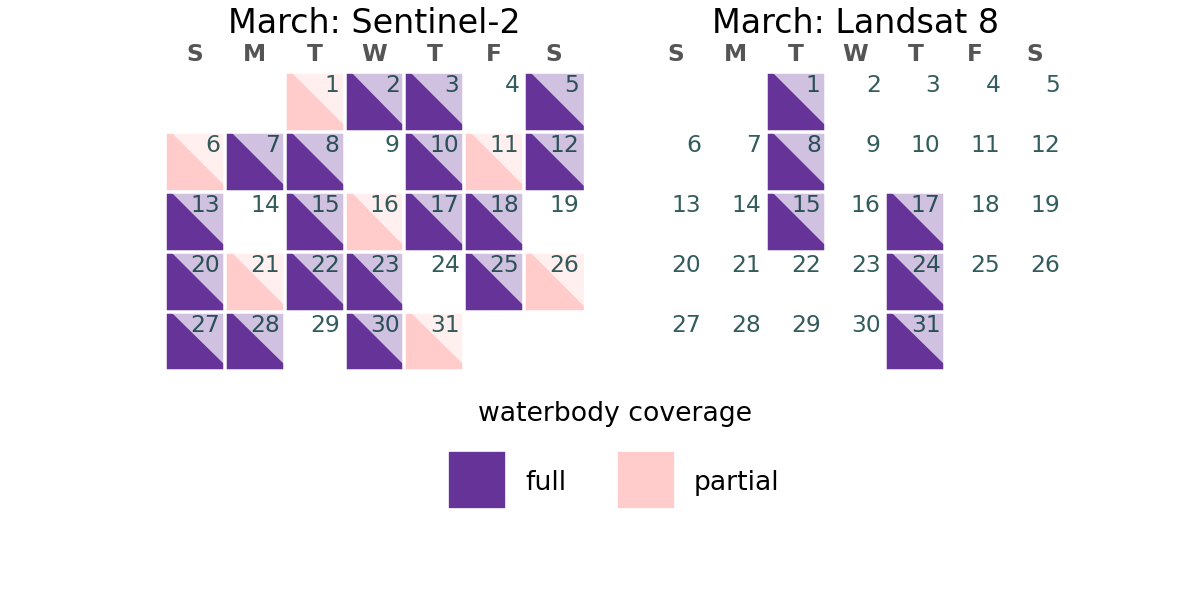 March: Sentinel-2
S M T W T F S
1 2 3 4 5
6 7 8 9 10 11 12
13 14 15 16 17 18 19
20 21 22 23 24 25 26
27 28 29 30 31
March: Landsat 8
S M T W T F S
1 2 3 4 5
6 7 8 9 10 11 12
13 14 15 16 17 18 19
20 21 22 23 24 25 26
27 28 29 30 31
waterbody coverage
full partial